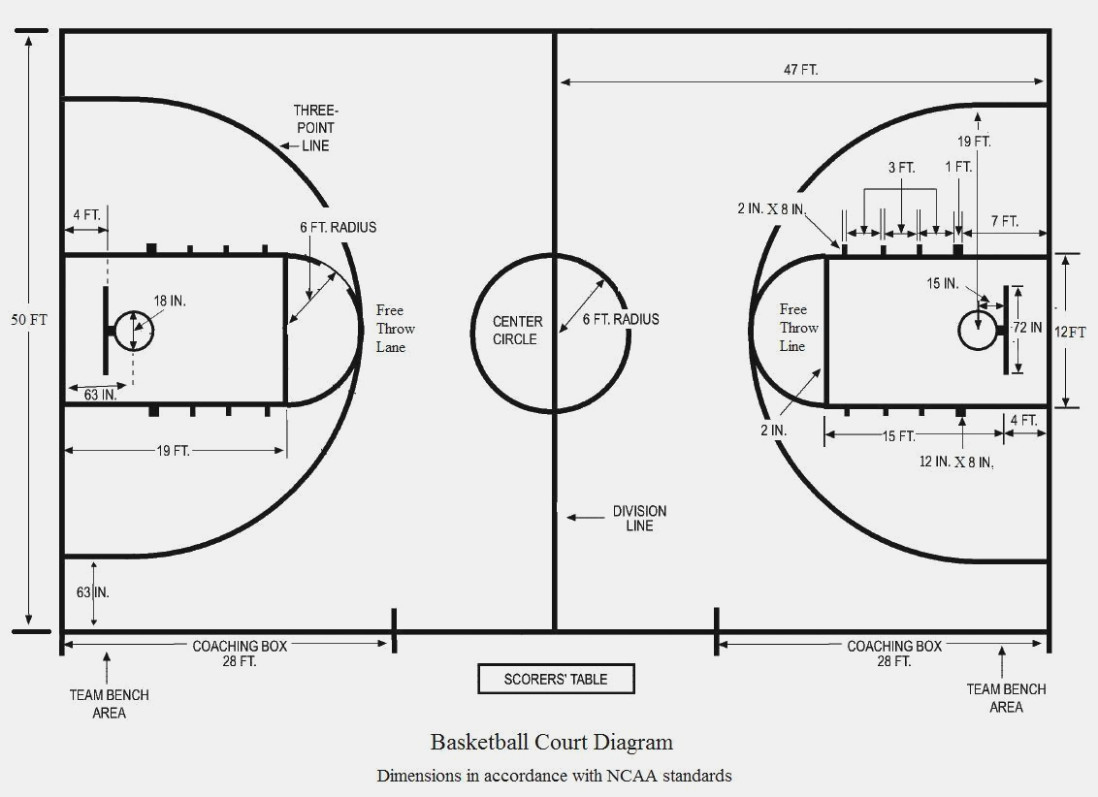 47 FT.
THREE-
POINT
LINE
19 FT.
3 FT.
1 FT.
4 FT.
2 IN. X 8 IN.
7 FT.
6 FT. RADIUS
15 IN.
18 IN.
50 FT
Free
Throw
Lane
CENTER
CIRCLE
6 FT. RADIUS
Free
Throw
Line
72 IN
12 FT
63 IN.
2 IN.
15 FT.
4 FT.
19 FT.
12 IN. X 8 IN.
DIVISION
LINE
63 IN.
COACHING BOX
28 FT.
COACHING BOX
28 FT.
SCORERS' TABLE
TEAM BENCH
AREA
TEAM BENCH
AREA
Basketball Court Diagram
Dimensions in accordance with NCAA standards